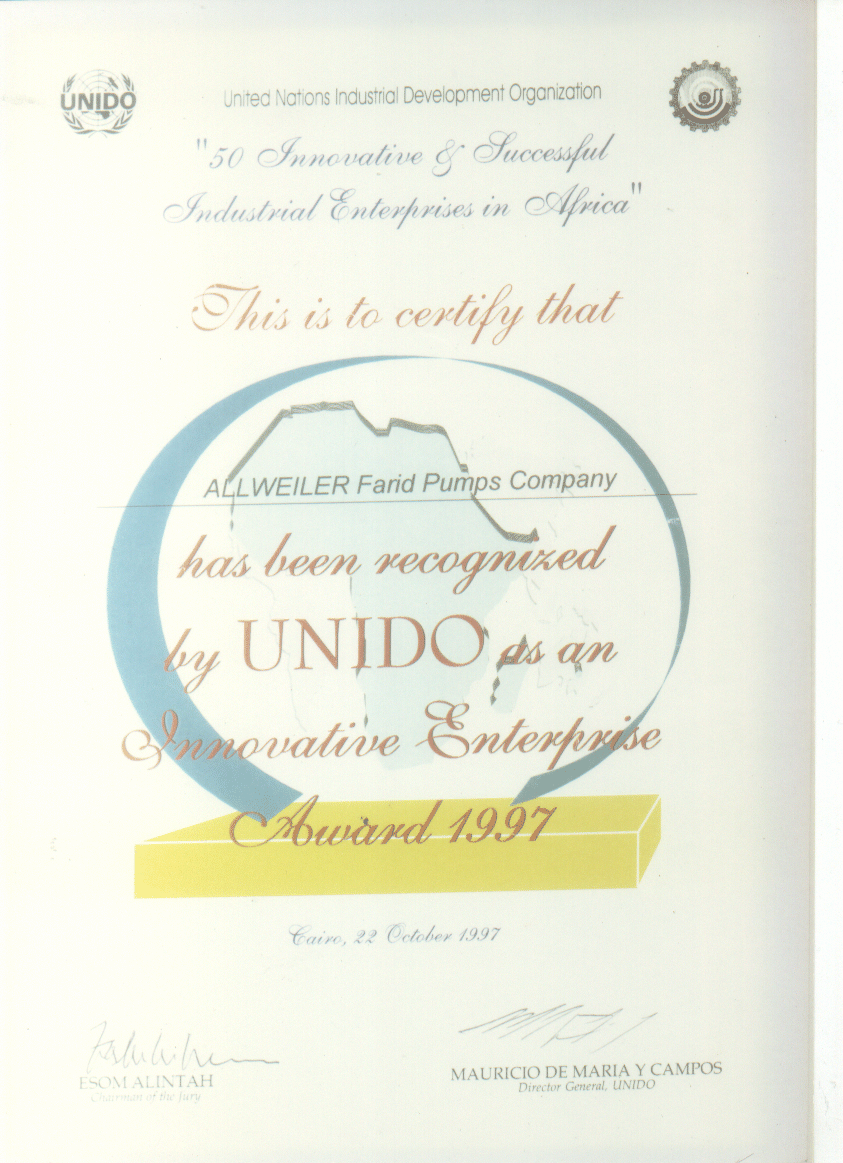 UNIDO
United Nations Industrial Development Organization
"50 Innovative & Successful
Industrial Enterprises in Africa"
This is to certify that
ALLWEILER Farid Pumps Company
has been recognized
by UNIDO as an
Innovative Enterprise
Award 1997
Cairo, 22 October 1997
ESOM ALINTAH
Chairman of the Jury
MAURICIO DE MARIA Y CAMPOS
Director General, UNIDO